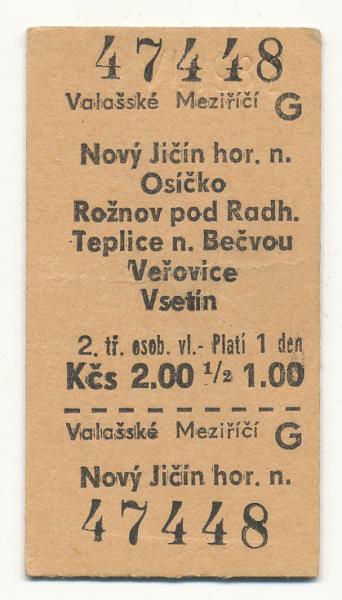 47448
Valašské Meziříčí G
Nový Jičín hor. n.
Osíčko
Rožnov pod Radh.
Teplice n. Bečvou
Veřovice
Vsetín
2. tř. osob. vl.- Platí 1 den
Kčs 2.00 ½ 1.00
Valašské Meziříčí G
Nový Jičín hor. n.
47448